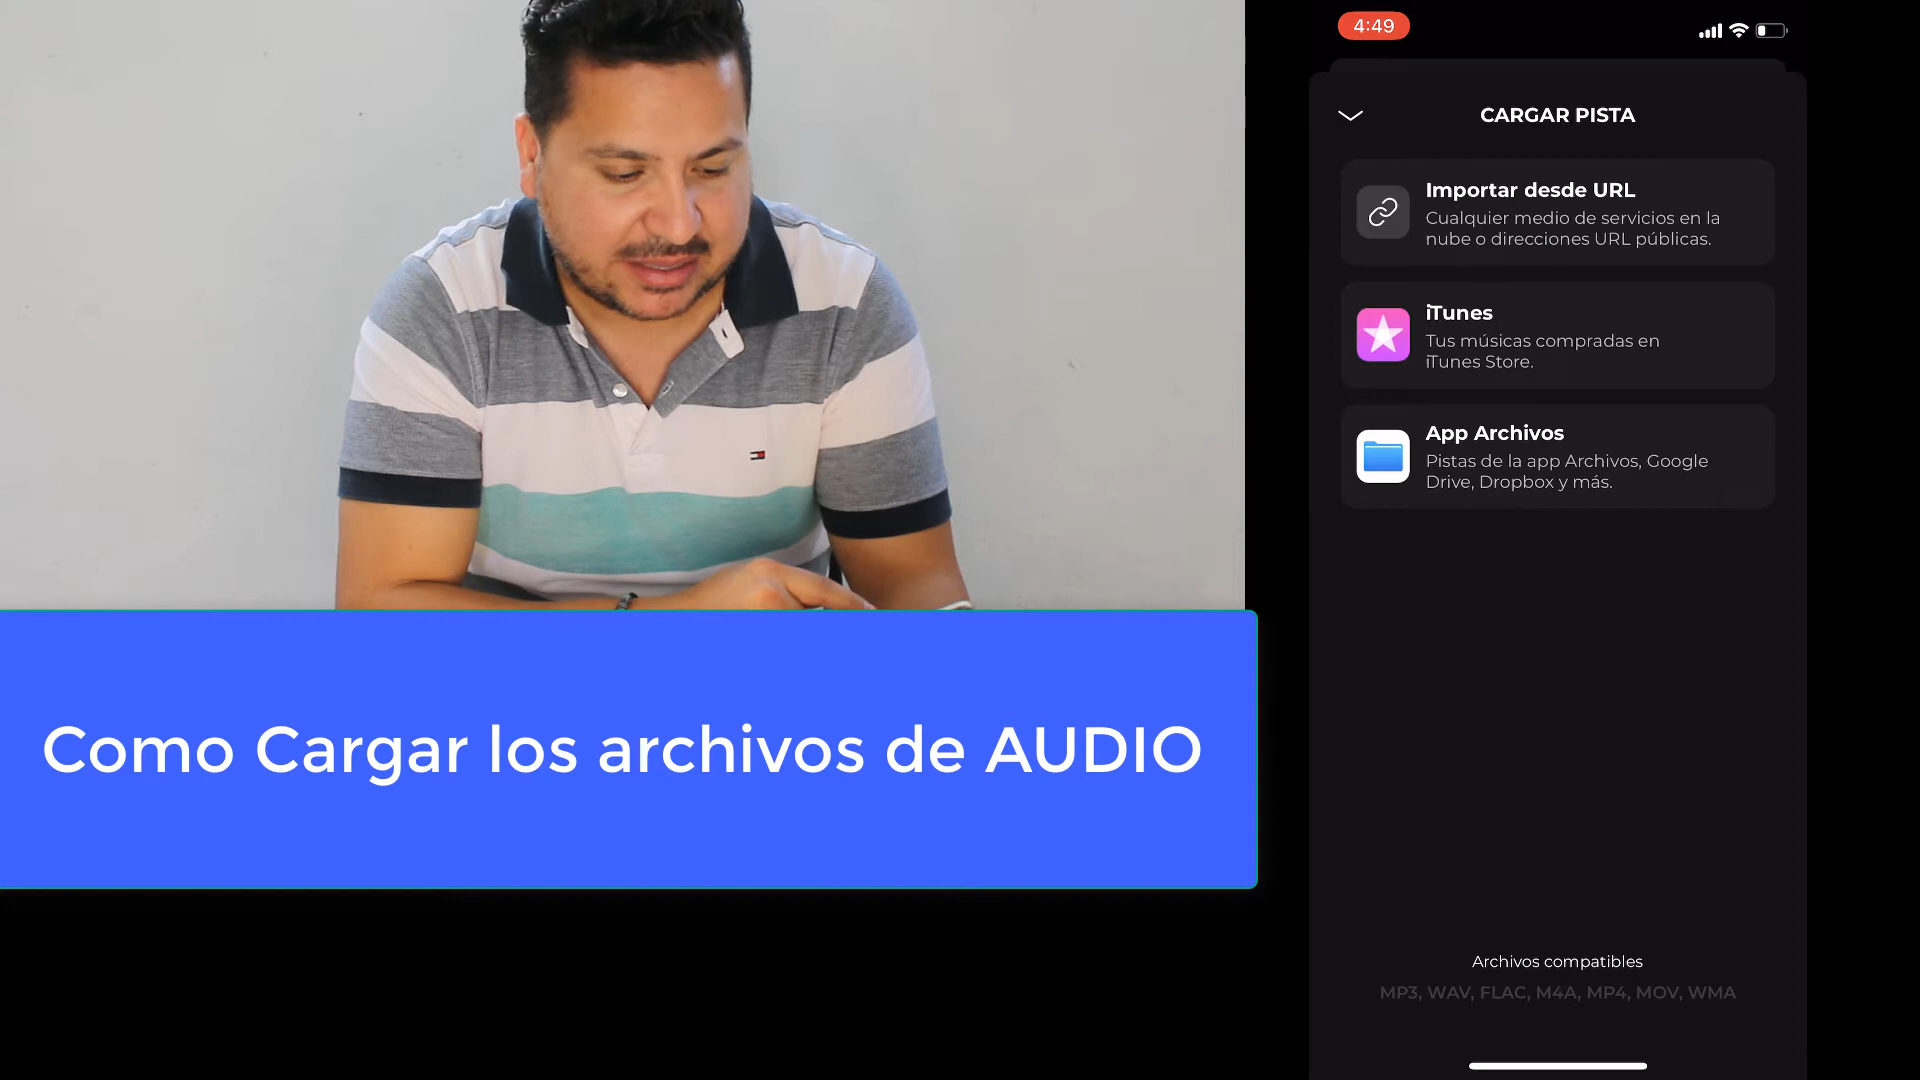 4:49
CARGAR PISTA
Importar desde URL
Cualquier medio de servicios en la
nube o direcciones URL públicas.
iTunes
Tus músicas compradas en
iTunes Store.
App Archivos
Pistas de la app Archivos, Google
Drive, Dropbox y más.
Como Cargar los archivos de AUDIO
Archivos compatibles
MP3, WAV, FLAC, M4A, MP4, MOV, WMA